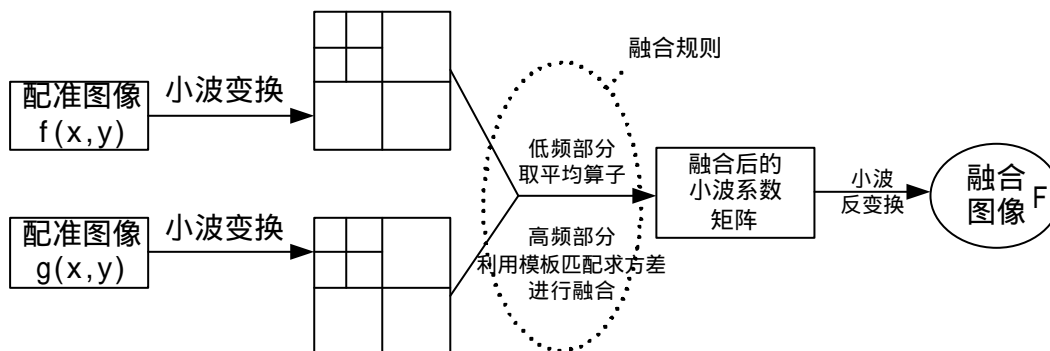 配准图像
f(x,y)
小波变换
融合规则
低频部分
取平均算子
融合后的
小波系数
矩阵
小波
反变换
融合
图像F
配准图像
g(x,y)
小波变换
高频部分
利用模板匹配求方差
进行融合